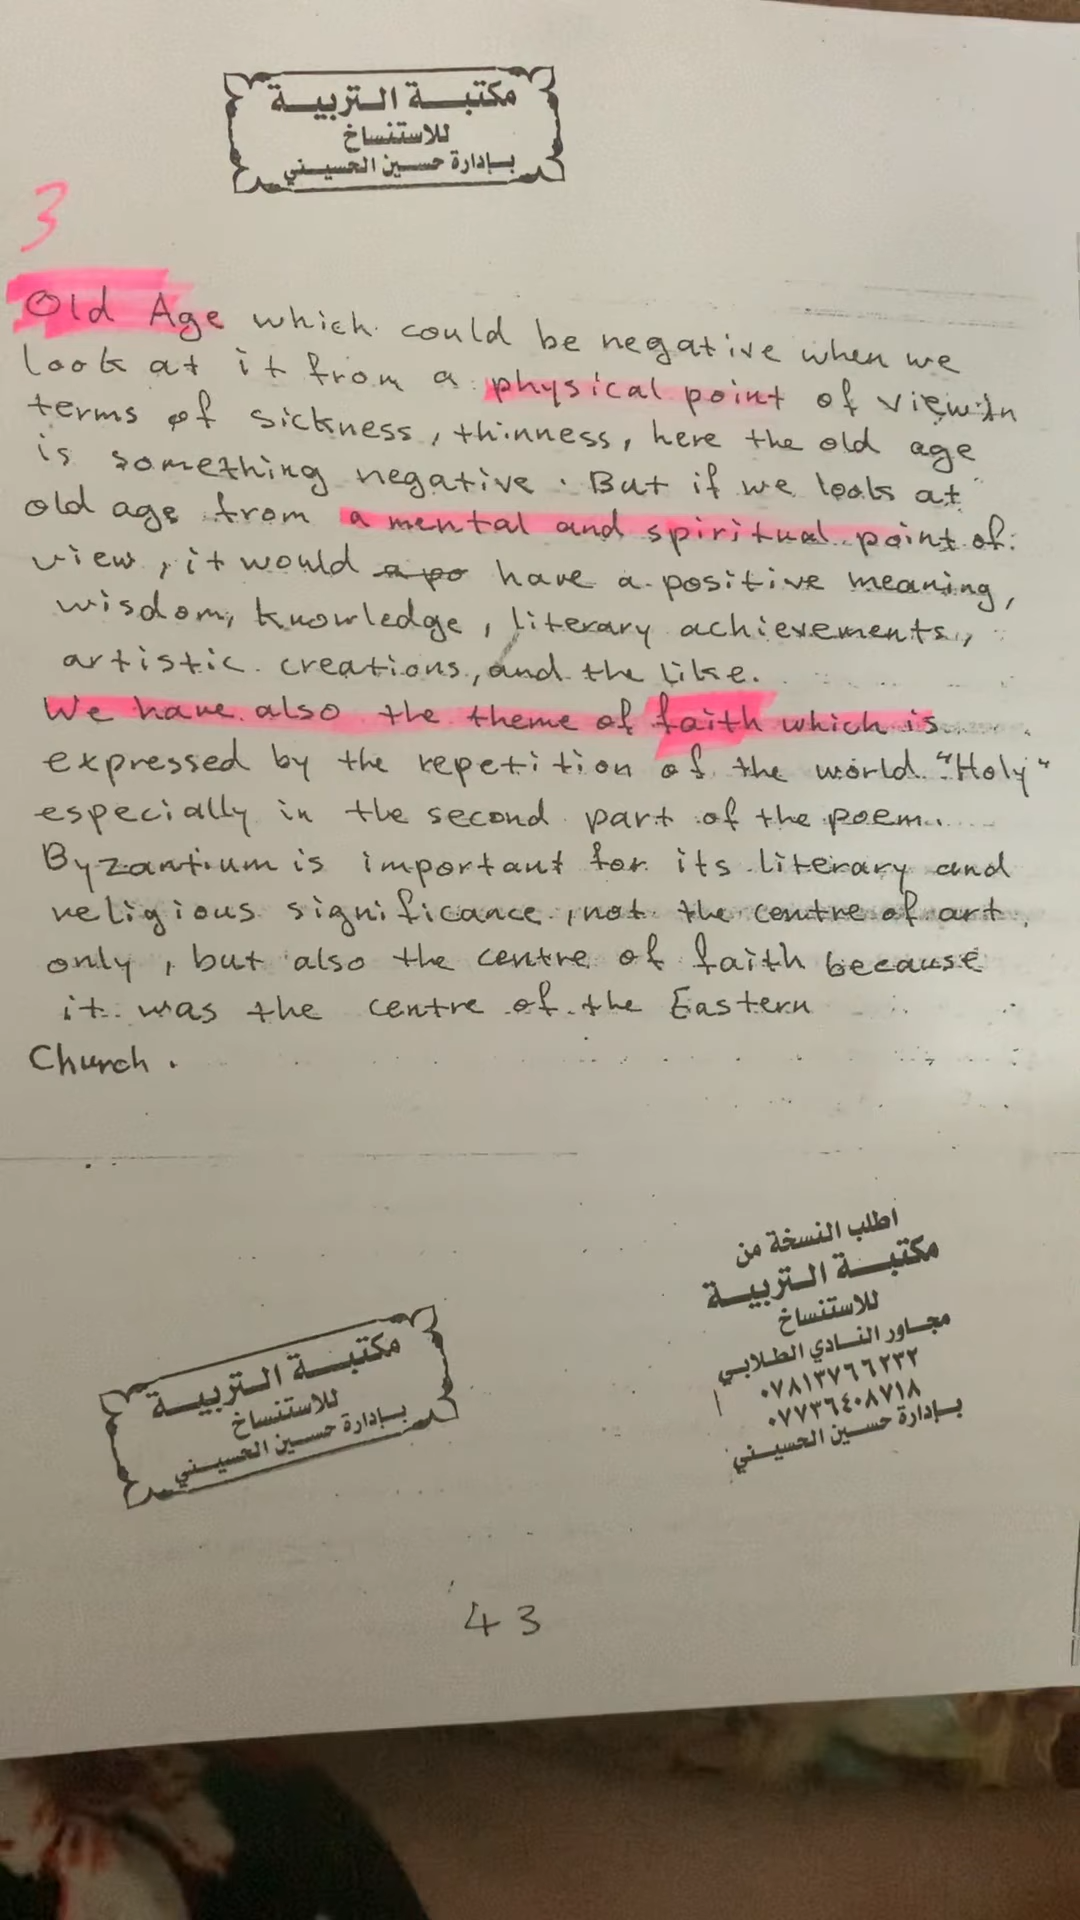 مكتبة التربية
للاستنساخ
بإدارة حسين الحسيني
3
Old Age which could be negative when we
look at it from a physical point of view in
terms of sickness, thinness, here the old age
is something negative. But if we look at
old age from a mental and spiritual point of
view, it would a po have a positive meaning,
wisdom, knowledge, literary achievements,
artistic creations, and the like.
We have also the theme of faith which is
expressed by the repetition of the world "Holy"
especially in the second part of the poem.
Byzantium is important for its literary and
religious significance, not the centre of art
only, but also the centre of faith because
it was the centre of the Eastern
Church.
اطلب النسخة من
مكتبة التربية
للاستنساخ
مجاور النادي الطلابي
٠٧٨١٣٧٦٦٢٣٢
٠٧٧٣٦٤٠٨٧١٨
بإدارة حسين الحسيني
مكتبة التربية
للاستنساخ
بإدارة حسين الحسيني
43